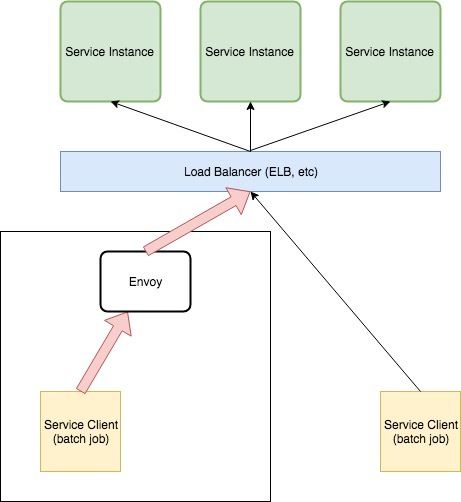 Service Instance
Service Instance
Service Instance
Load Balancer (ELB, etc)
Envoy
Service Client
(batch job)
Service Client
(batch job)